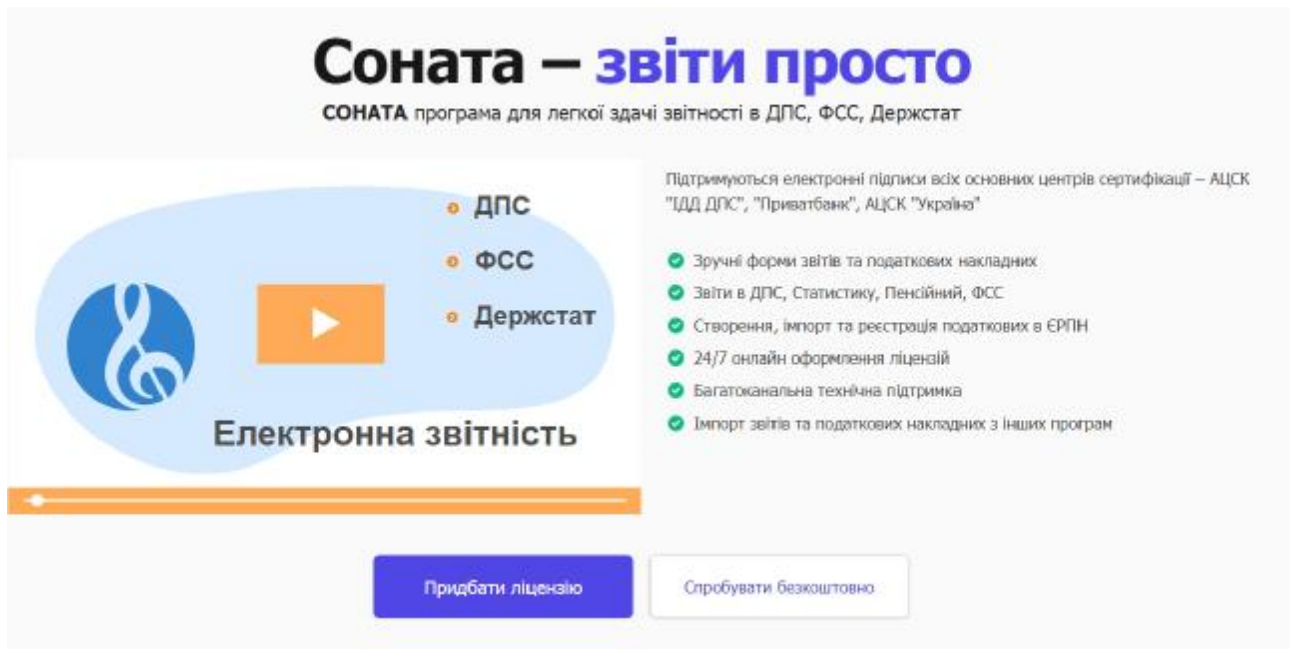 Соната – звіти просто
СОНАТА програма для легкої здачі звітності в ДПС, ФСС, Держстат
ДПС
ФСС
Держстат
Електронна звітність
Підтримуються електронні підписи всіх основних центрів сертифікації – АЦСК
"ІДД ДПС", "Приватбанк", АЦСК "Україна"
Зручні форми звітів та податкових накладних
Звіти в ДПС, Статистику, Пенсійний, ФСС
Створення, імпорт та реєстрація податкових в ЄРПН
24/7 онлайн оформлення ліцензій
Багатоканальна технічна підтримка
Імпорт звітів та податкових накладних з інших програм
Придбати ліцензію
Спробувати безкоштовно